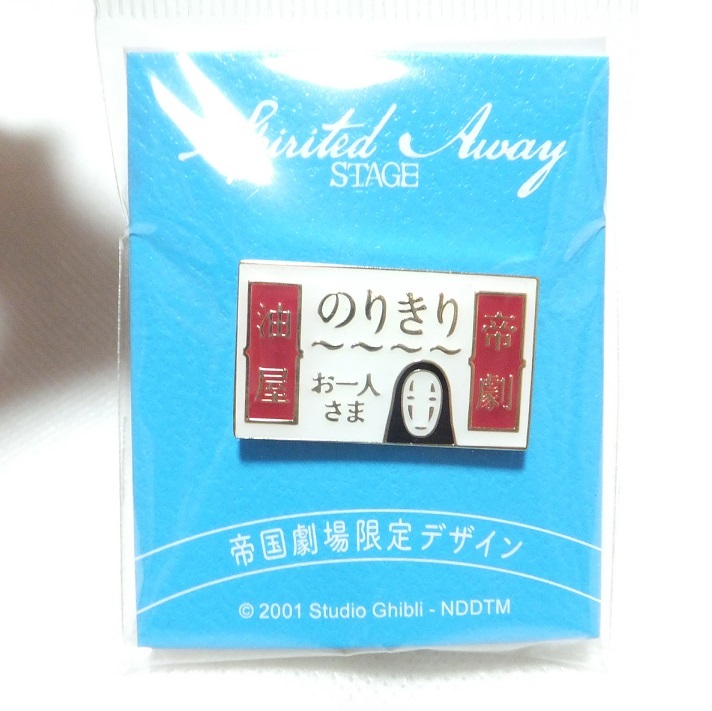 Spirited Away
STAGE
油屋
のりきり
～～～～
お一人
さま
帝劇
帝国劇場限定デザイン
© 2001 Studio Ghibli - NDDTM